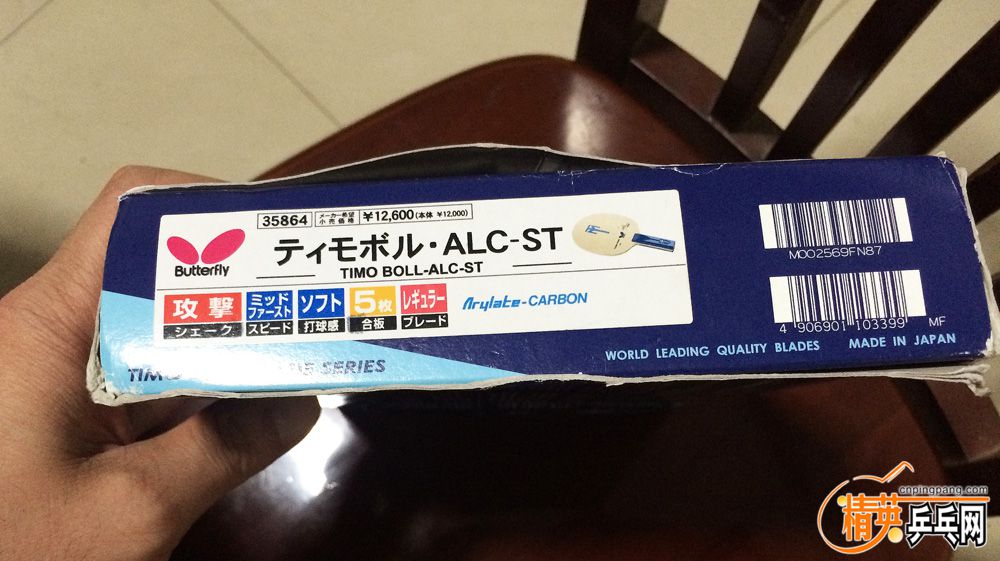 35864 メーカー希望小売価格 ¥12,600(本体 ¥12,000)
Butterfly
ティモボル・ALC-ST
TIMO BOLL-ALC-ST
攻撃 ミッドファースト ソフト 5枚 レギュラー
シェーク スピード 打球感 合板 ブレード
Arylate-CARBON
M002569FN87
4 906901 103399 MF
WORLD LEADING QUALITY BLADES MADE IN JAPAN
TIMO SERIES
cnpingpang.com
精英乒乓网